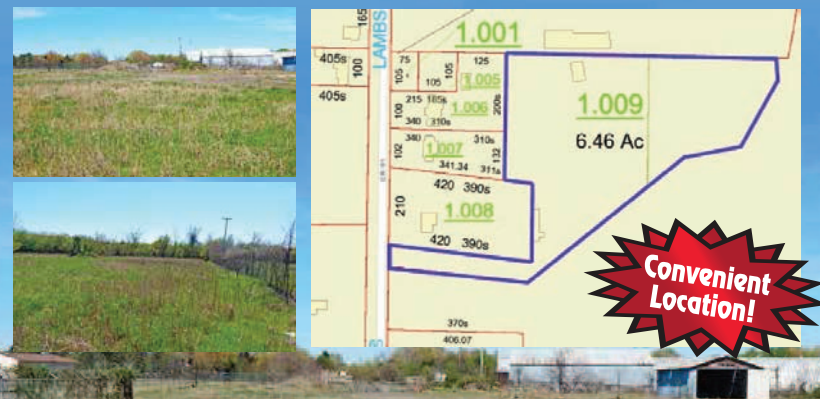 165
LAMBS
1.001
405s
100
405s
75
105
105
105
125
1.005
215 185s
1.006
200s
100
340 310s
340
310s
102
1.007
132
341.34
311s
420 390s
210
1.008
420 390s
1.009
6.46 Ac
370s
406.07
S
Convenient
Location!